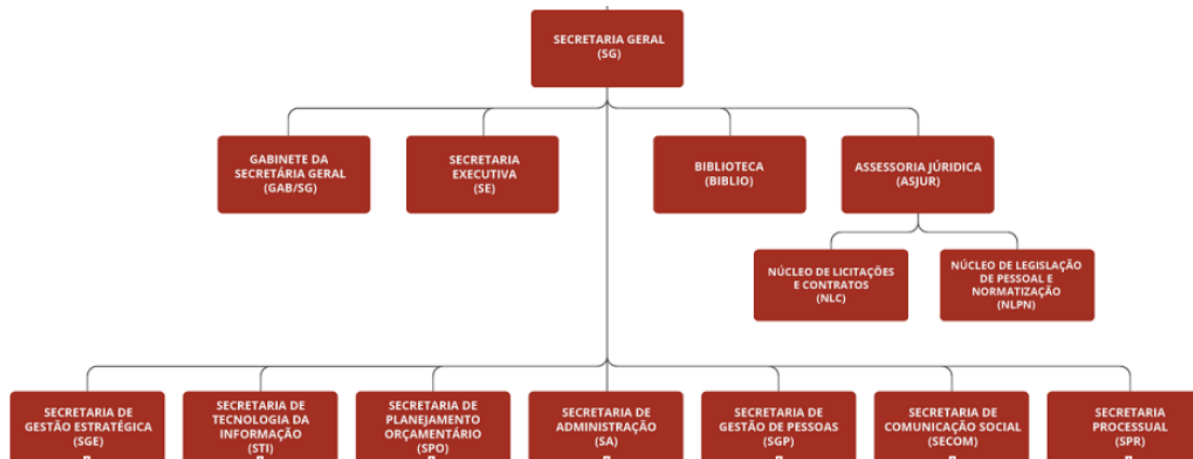 SECRETARIA GERAL
(SG)
GABINETE DA
SECRETÁRIA GERAL
(GAB/SG)
SECRETARIA
EXECUTIVA
(SE)
BIBLIOTECA
(BIBLIO)
ASSESSORIA JÚRIDICA
(ASJUR)
NÚCLEO DE LICITAÇÕES
E CONTRATOS
(NLC)
NÚCLEO DE LEGISLAÇÃO
DE PESSOAL E
NORMATIZAÇÃO
(NLPN)
SECRETARIA DE
GESTÃO ESTRATÉGICA
(SGE)
SECRETARIA DE
TECNOLOGIA DA
INFORMAÇÃO
(STI)
SECRETARIA DE
PLANEJAMENTO
ORÇAMENTÁRIO
(SPO)
SECRETARIA DE
ADMINISTRAÇÃO
(SA)
SECRETARIA DE
GESTÃO DE PESSOAS
(SGP)
SECRETARIA DE
COMUNICAÇÃO SOCIAL
(SECOM)
SECRETARIA
PROCESSUAL
(SPR)